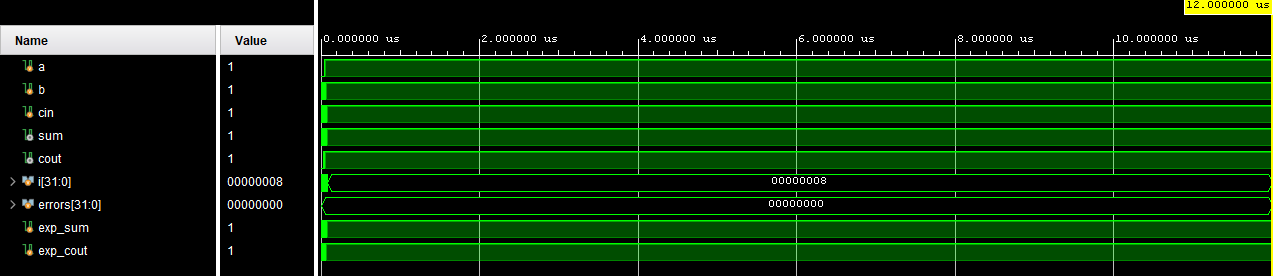 12.000000 us
Name Value
0.000000 us 2.000000 us 4.000000 us 6.000000 us 8.000000 us 10.000000 us
a 1
b 1
cin 1
sum 1
cout 1
i[31:0] 00000008 00000008
errors[31:0] 00000000 00000000
exp_sum 1
exp_cout 1